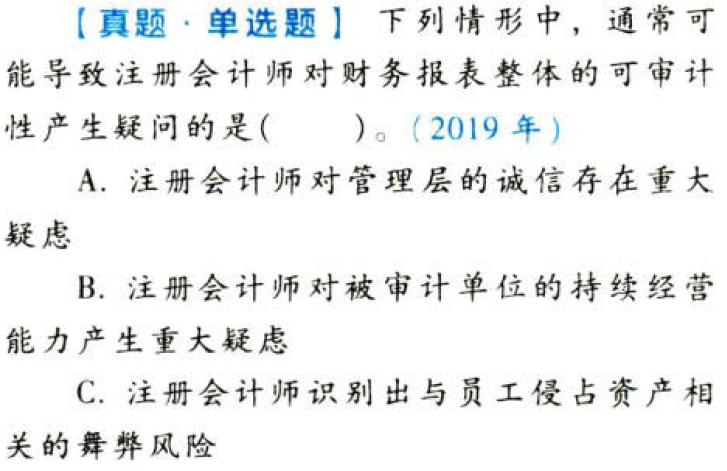 【真题·单选题】 下列情形中，通常可
能导致注册会计师对财务报表整体的可审计
性产生疑问的是(　　)。(2019 年)
A. 注册会计师对管理层的诚信存在重大
疑虑
B. 注册会计师对被审计单位的持续经营
能力产生重大疑虑
C. 注册会计师识别出与员工侵占资产相
关的舞弊风险